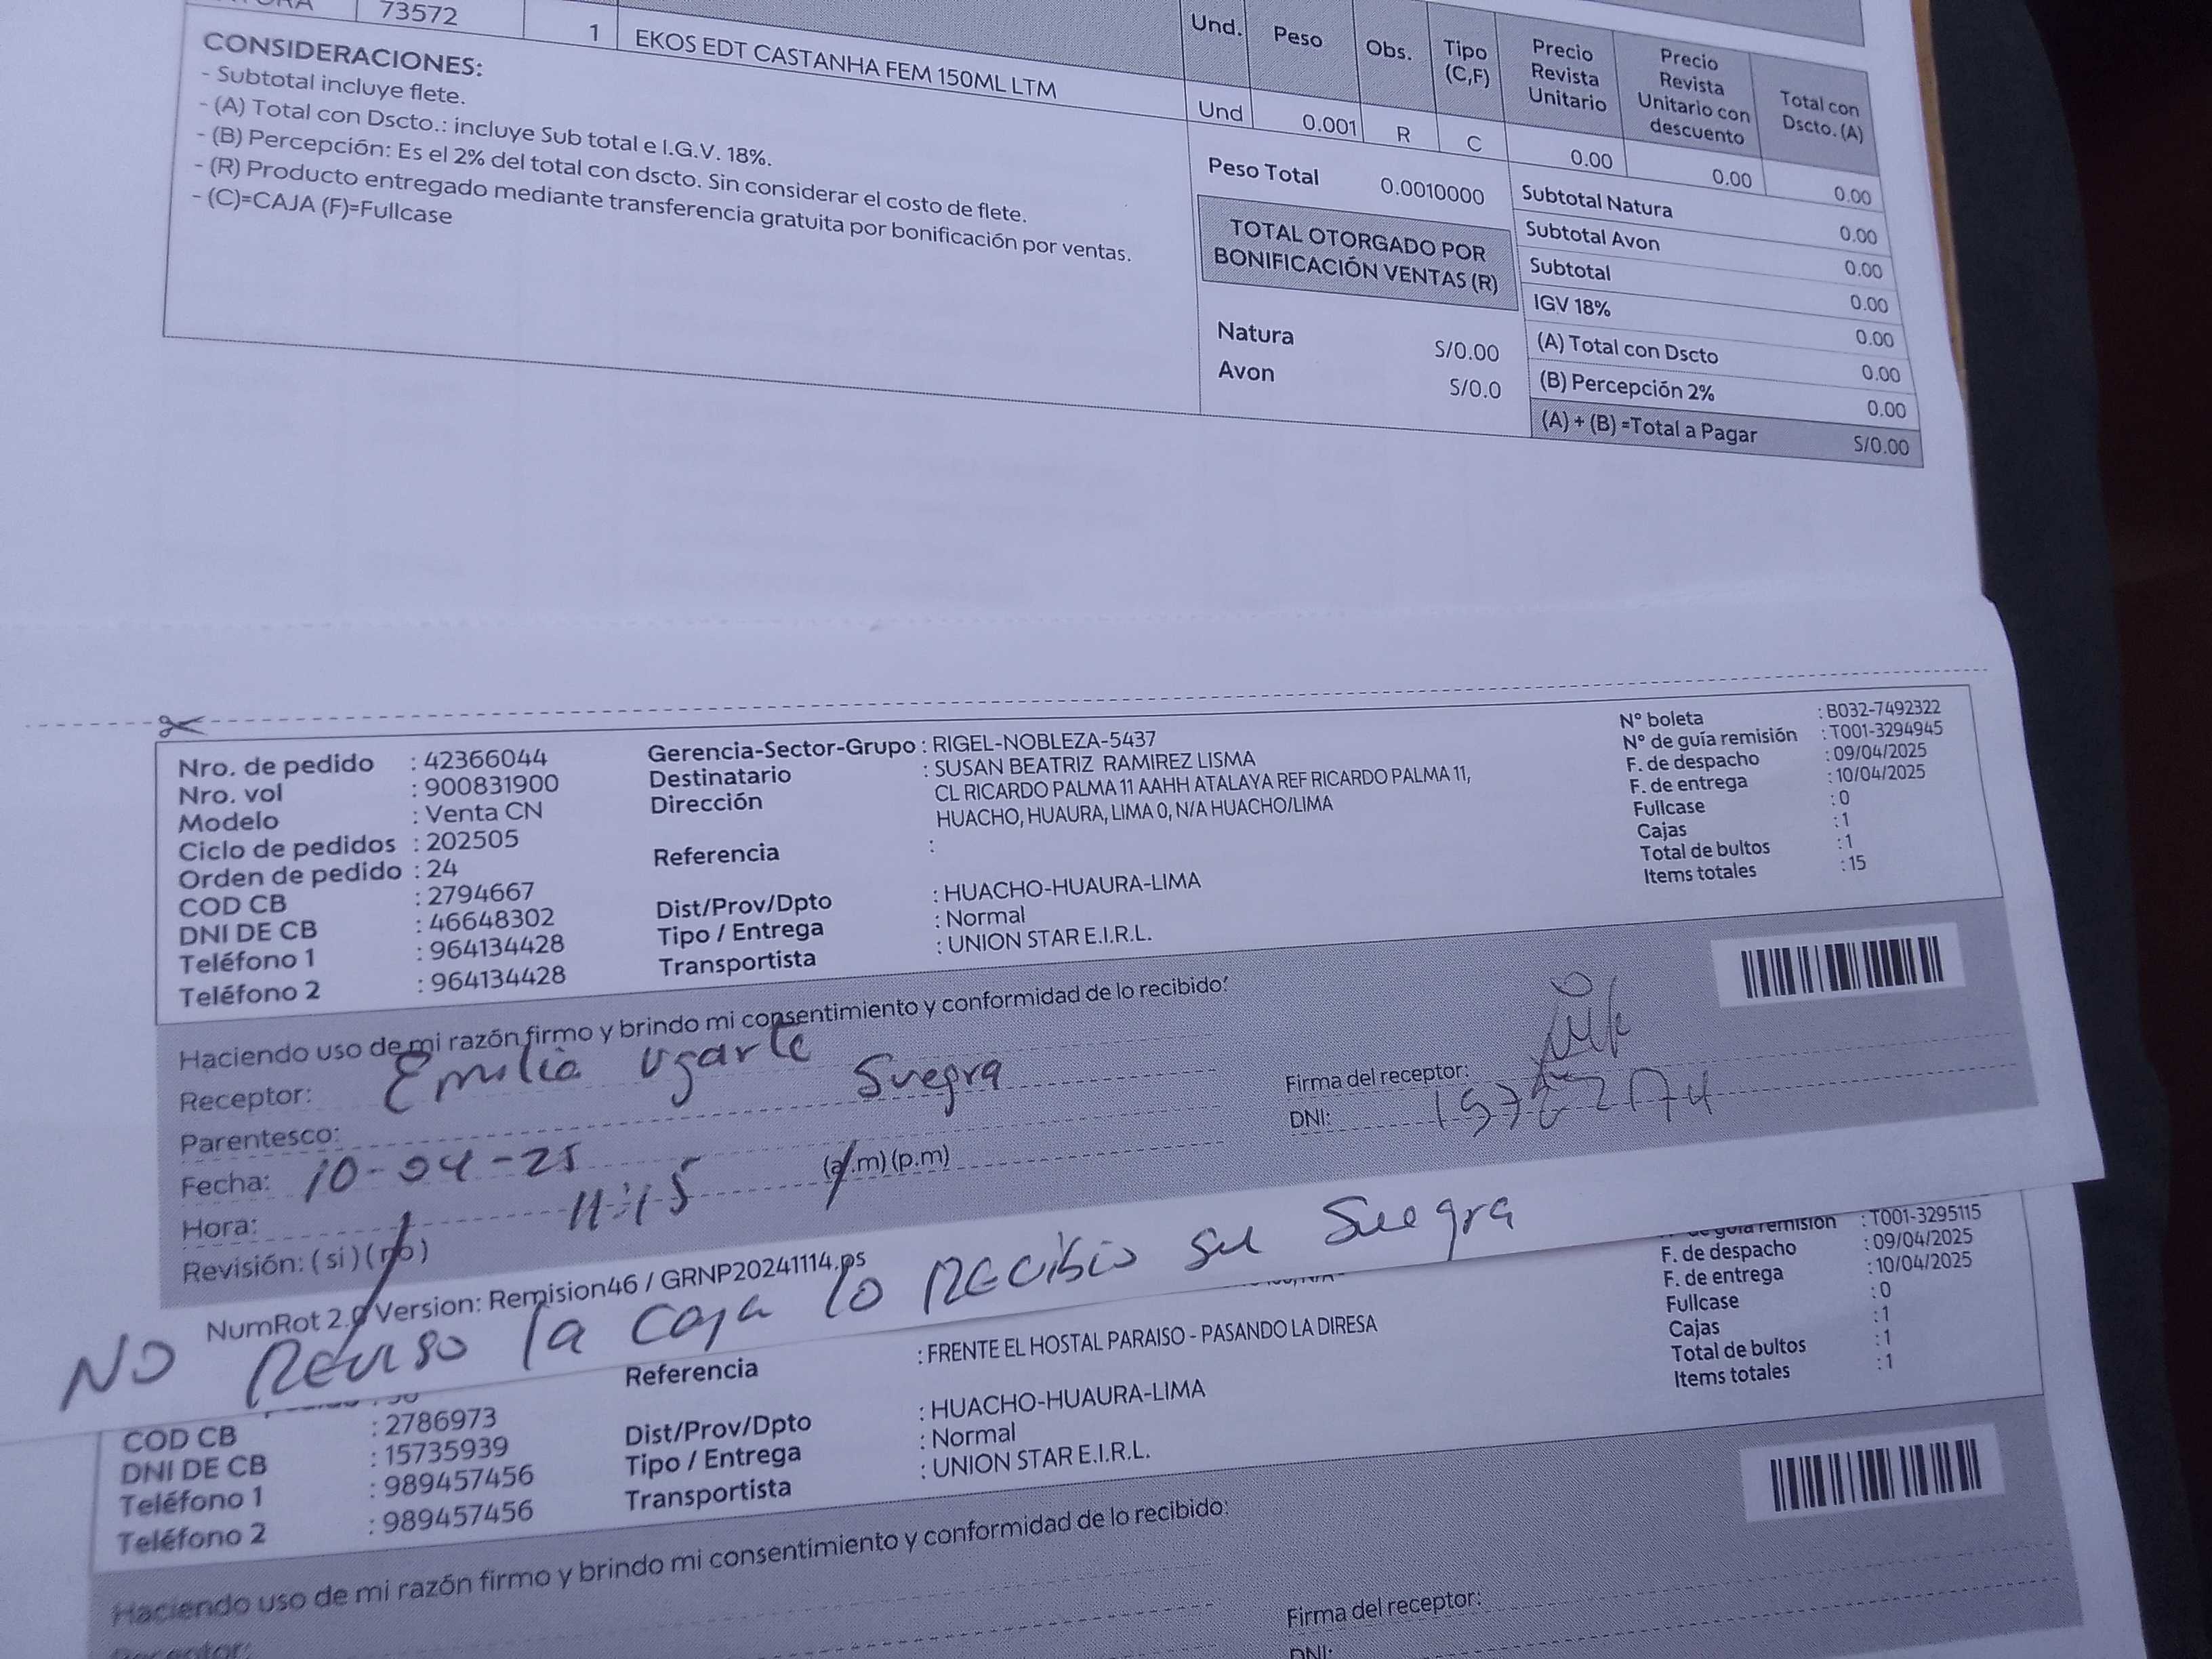 73572
1
EKOS EDT CASTANHA FEM 150ML LTM
Und. Peso Obs. Tipo (C,F) Precio Revista Unitario Precio Revista Unitario con descuento Total con Dscto. (A)
Und 0.001 R C 0.00 0.00 0.00
CONSIDERACIONES:
- Subtotal incluye flete.
- (A) Total con Dscto.: incluye Sub total e I.G.V. 18%.
- (B) Percepción: Es el 2% del total con dscto. Sin considerar el costo de flete.
- (R) Producto entregado mediante transferencia gratuita por bonificación por ventas.
- (C)=CAJA (F)=Fullcase
Peso Total 0.0010000
TOTAL OTORGADO POR
BONIFICACIÓN VENTAS (R)
Natura S/0.00
Avon S/0.0
Subtotal Natura 0.00
Subtotal Avon 0.00
Subtotal 0.00
IGV 18% 0.00
(A) Total con Dscto 0.00
(B) Percepción 2% 0.00
(A) + (B) =Total a Pagar S/0.00
Nro. de pedido : 42366044
Nro. vol : 900831900
Modelo : Venta CN
Ciclo de pedidos : 202505
Orden de pedido : 24
COD CB : 2794667
DNI DE CB : 46648302
Teléfono 1 : 964134428
Teléfono 2 : 964134428
Gerencia-Sector-Grupo : RIGEL-NOBLEZA-5437
Destinatario : SUSAN BEATRIZ RAMIREZ LISMA
Dirección CL RICARDO PALMA 11 AAHH ATALAYA REF RICARDO PALMA 11,
HUACHO, HUAURA, LIMA 0, N/A HUACHO/LIMA
Referencia :
Dist/Prov/Dpto : HUACHO-HUAURA-LIMA
Tipo / Entrega : Normal
Transportista : UNION STAR E.I.R.L.
N° boleta : B032-7492322
N° de guía remisión : T001-3294945
F. de despacho : 09/04/2025
F. de entrega : 10/04/2025
Fullcase : 0
Cajas : 1
Total de bultos : 1
Items totales : 15
Haciendo uso de mi razón firmo y brindo mi consentimiento y conformidad de lo recibido:
Receptor: Emilia Ugarte
Parentesco: Suegra
Fecha: 10-04-25
Hora: 11:15 (a.m) (p.m)
Revisión: (si) (no)
Firma del receptor:
DNI:
NumRot 2.0 Version: Remision46 / GRNP20241114.ps
NO Reviso la caja lo Recibio su Suegra
COD CB : 2786973
DNI DE CB : 15735939
Teléfono 1 : 989457456
Teléfono 2 : 989457456
Referencia : FRENTE EL HOSTAL PARAISO - PASANDO LA DIRESA
Dist/Prov/Dpto : HUACHO-HUAURA-LIMA
Tipo / Entrega : Normal
Transportista : UNION STAR E.I.R.L.
de guía remisión : T001-3295115
F. de despacho : 09/04/2025
F. de entrega : 10/04/2025
Fullcase : 0
Cajas : 1
Total de bultos : 1
Items totales : 1
Haciendo uso de mi razón firmo y brindo mi consentimiento y conformidad de lo recibido:
Receptor:
Firma del receptor:
DNI: